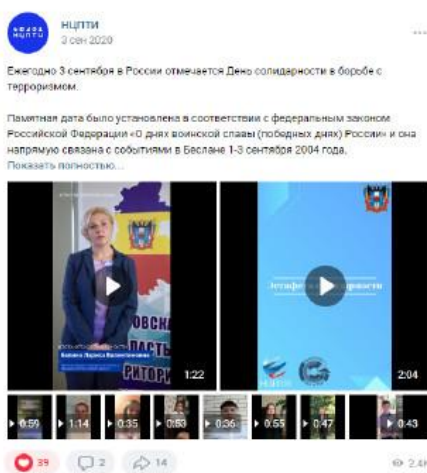 НЦПТИ
3 сен 2020
Ежегодно 3 сентября в России отмечается День солидарности в борьбе с
терроризмом.
Памятная дата было установлена в соответствии с федеральным законом
Российской Федерации «О днях воинской славы (победных днях) России» и она
напрямую связана с событиями в Беслане 1-3 сентября 2004 года.
Показать полностью...
1:22
2:04
НЦПТИ
0:59
1:14
0:35
0:53
0:36
0:55
0:47
0:43
39
2
14